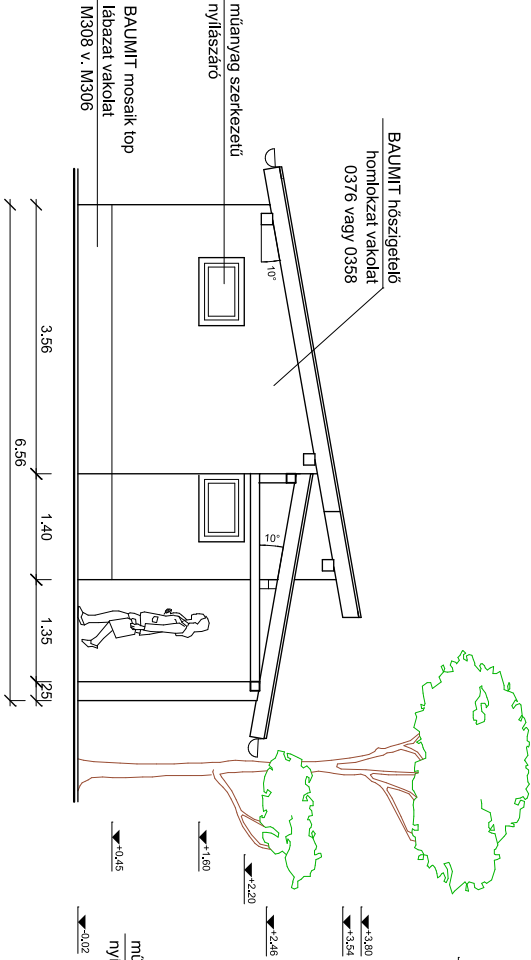 BAUMIT mosaik top
lábazat vakolat
M308 v. M306
műanyag szerkezetű
nyílászáró
BAUMIT hőszigetelő
homlokzat vakolat
0376 vagy 0358
10°
10°
3.56
1.40
1.35
25
6.56
-0.02
+0.45
+1.60
+2.20
+2.46
+3.54
+3.80
mű
nyí